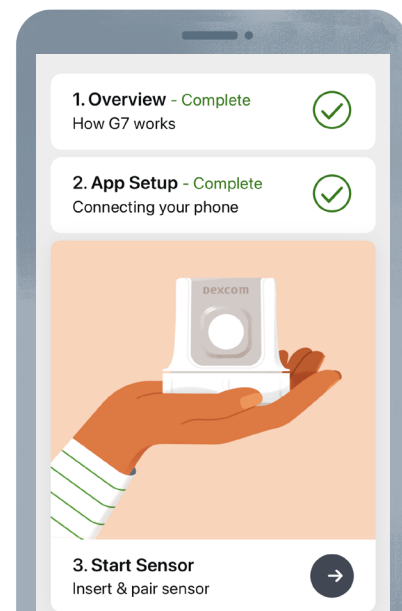 1. Overview - Complete
How G7 works
2. App Setup - Complete
Connecting your phone
Dexcom
3. Start Sensor
Insert & pair sensor